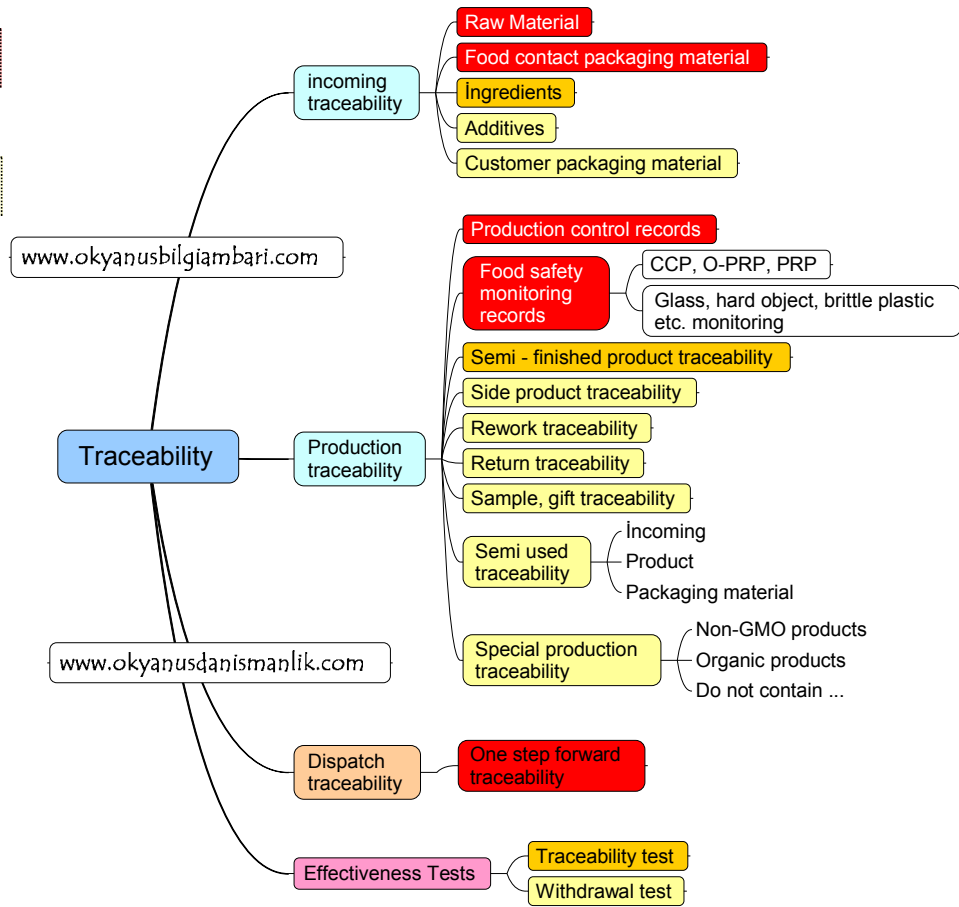 Raw Material
Food contact packaging material
incoming
traceability
İngredients
Additives
Customer packaging material
www.okyanusbilgiambari.com
Production control records
Food safety
monitoring
records
CCP, O-PRP, PRP
Glass, hard object, brittle plastic
etc. monitoring
Semi - finished product traceability
Side product traceability
Traceability
Production
traceability
Rework traceability
Return traceability
Sample, gift traceability
Semi used
traceability
İncoming
Product
Packaging material
www.okyanusdanismanlik.com
Special production
traceability
Non-GMO products
Organic products
Do not contain ...
Dispatch
traceability
One step forward
traceability
Effectiveness Tests
Traceability test
Withdrawal test